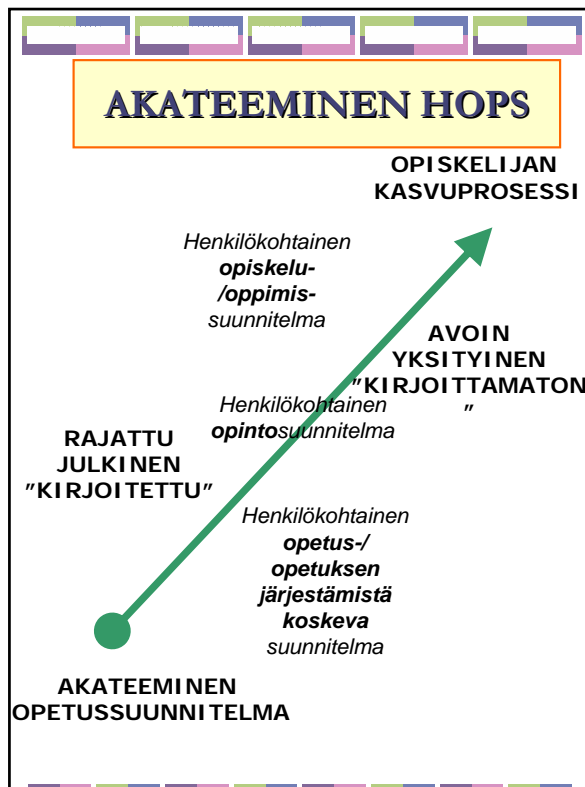 AKATEEMINEN HOPS
OPISKELIJAN
KASVUPROSESSI
Henkilökohtainen
opiskelu-
/oppimis-
suunnitelma
AVOIN
YKSITYINEN
"KIRJOITTAMATON
"
Henkilökohtainen
opintosuunnitelma
RAJATTU
JULKINEN
"KIRJOITETTU"
Henkilökohtainen
opetus-/
opetuksen
järjestämistä
koskeva
suunnitelma
AKATEEMINEN
OPETUSSUUNNITELMA